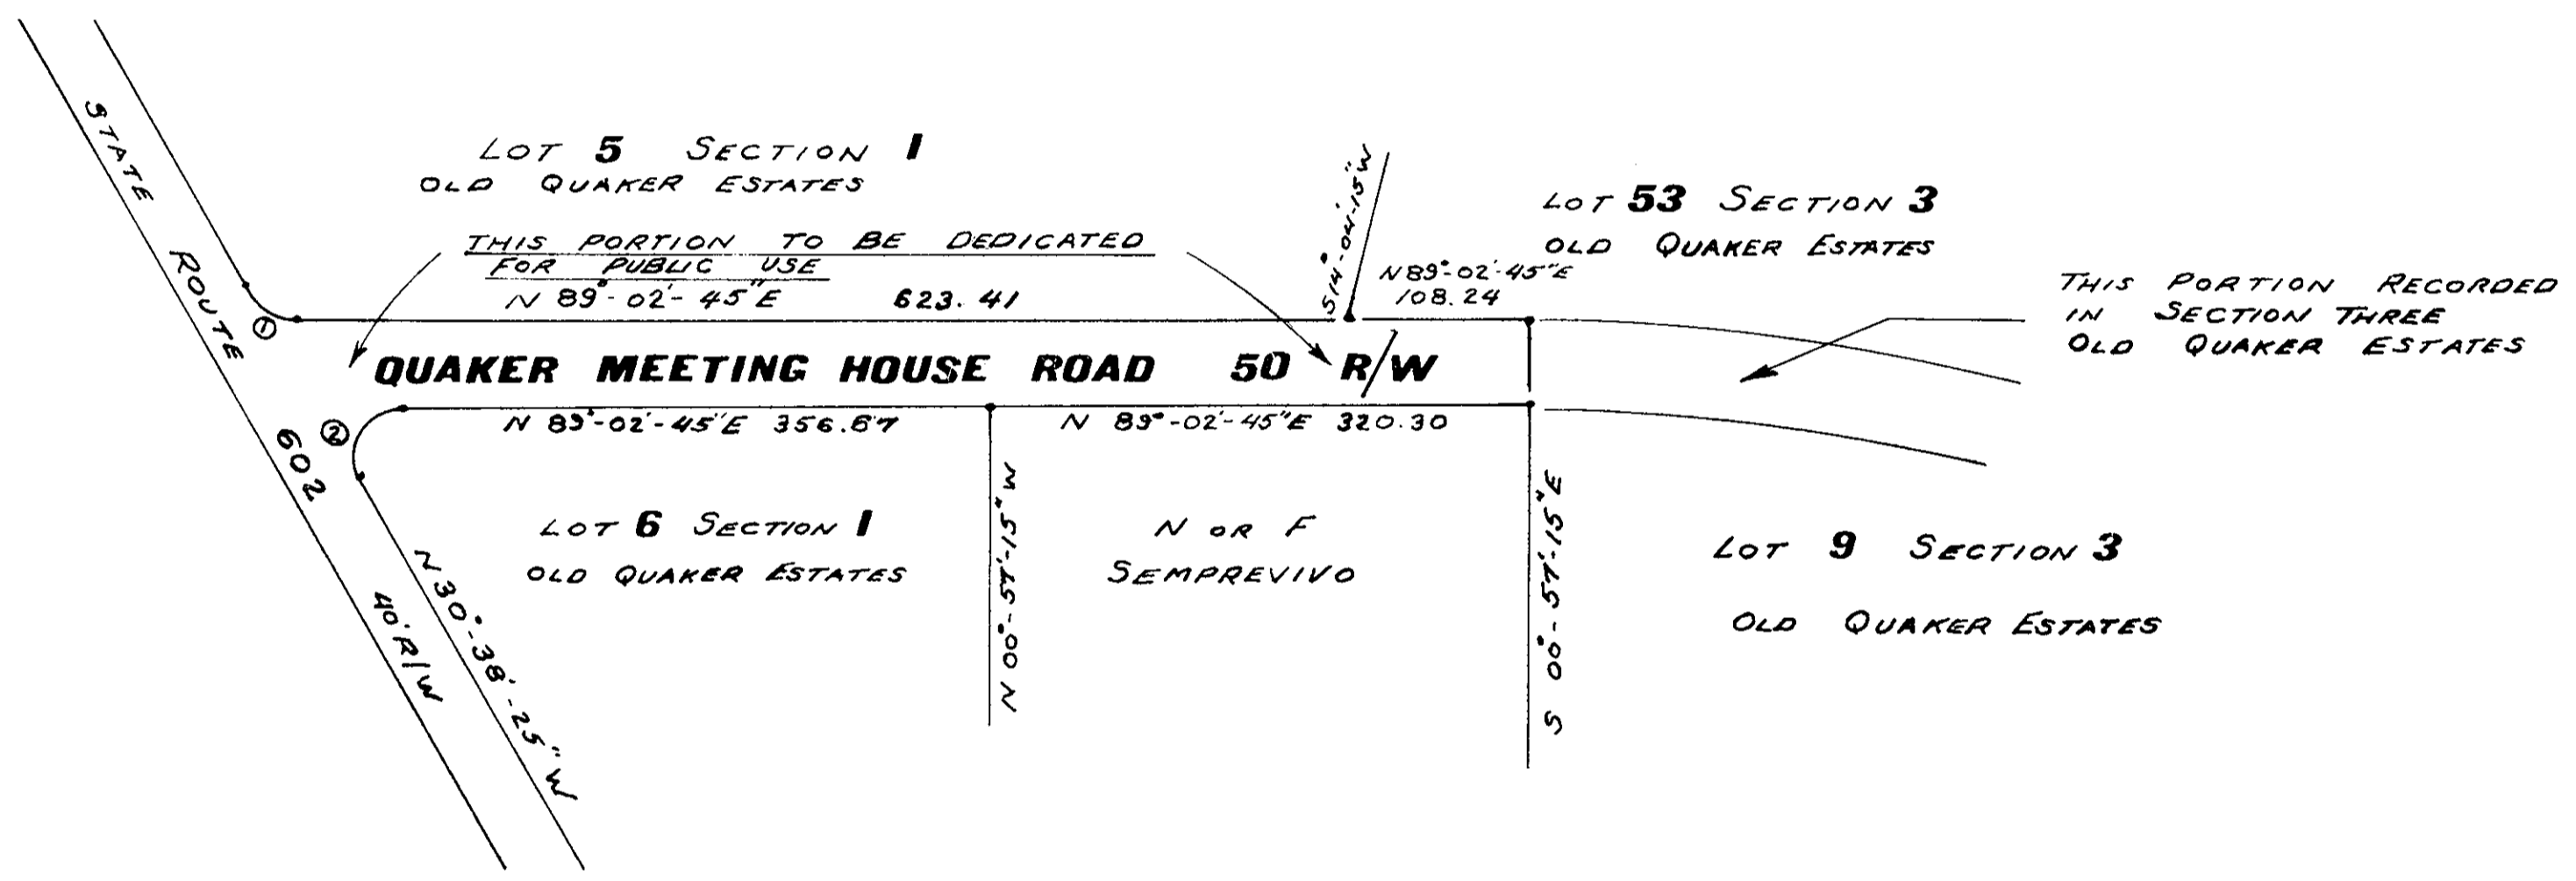 STATE ROUTE 602
40' R/W
LOT 5 SECTION 1
OLD QUAKER ESTATES
THIS PORTION TO BE DEDICATED
FOR PUBLIC USE
N 89°-02'-45"E 623.41
S14°-04'-15"W
N89°-02'-45"E
108.24
LOT 53 SECTION 3
OLD QUAKER ESTATES
THIS PORTION RECORDED
IN SECTION THREE
OLD QUAKER ESTATES
①
QUAKER MEETING HOUSE ROAD 50 R/W
②
N 89°-02'-45"E 356.67
N 89°-02'-45"E 320.30
N 30°-38'-25" W
LOT 6 SECTION 1
OLD QUAKER ESTATES
N 00°-57'-15" W
N OR F
SEMPREVIVO
S 00°-57'-15"E
LOT 9 SECTION 3
OLD QUAKER ESTATES